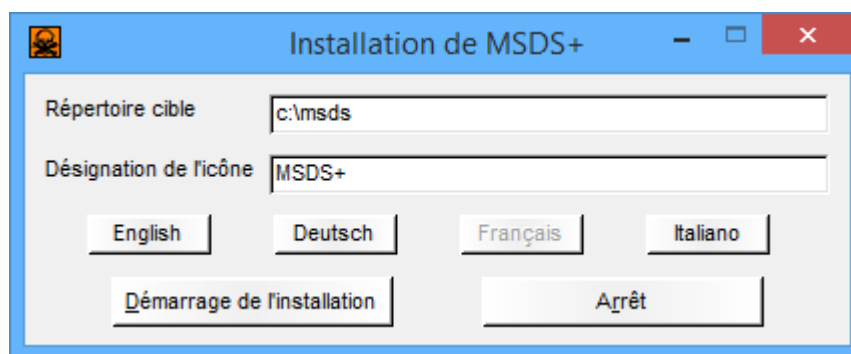 Installation de MSDS+
Répertoire cible c:\msds
Désignation de l'icône MSDS+
English Deutsch Français Italiano
Démarrage de l'installation Arrêt